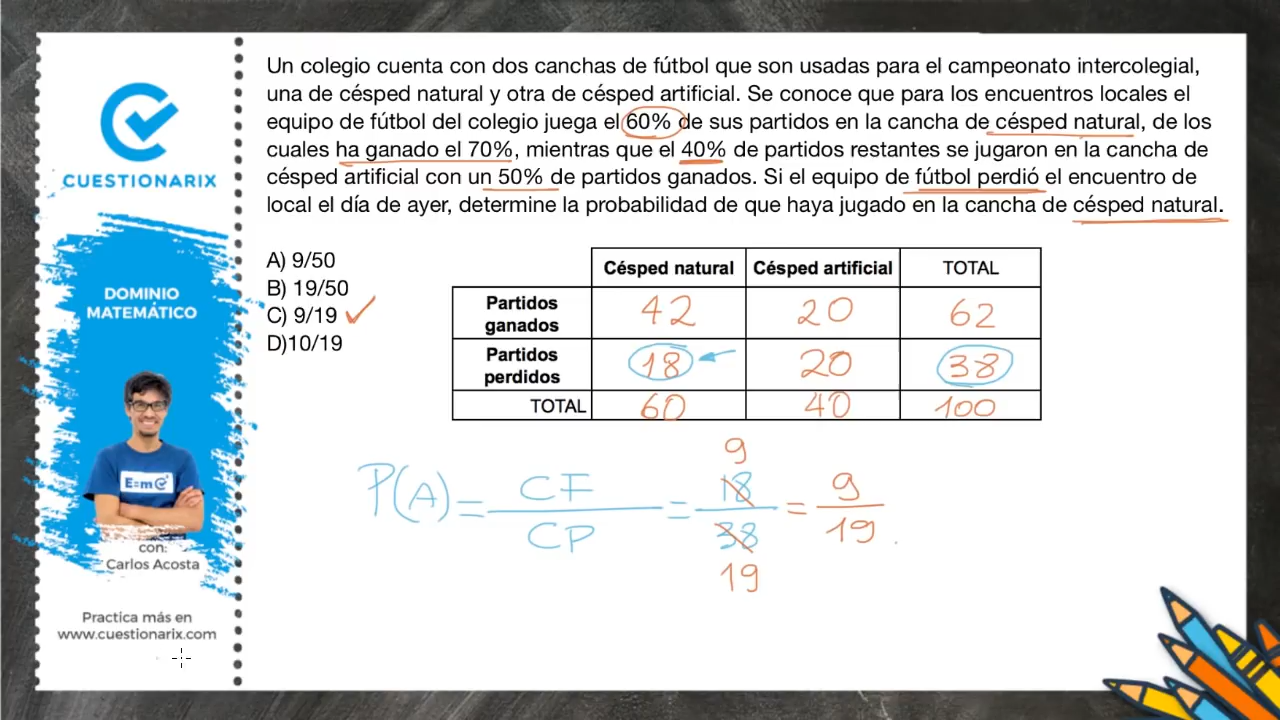 Un colegio cuenta con dos canchas de fútbol que son usadas para el campeonato intercolegial,
una de césped natural y otra de césped artificial. Se conoce que para los encuentros locales el
equipo de fútbol del colegio juega el 60% de sus partidos en la cancha de césped natural, de los
cuales ha ganado el 70%, mientras que el 40% de partidos restantes se jugaron en la cancha de
césped artificial con un 50% de partidos ganados. Si el equipo de fútbol perdió el encuentro de
local el día de ayer, determine la probabilidad de que haya jugado en la cancha de césped natural.
CUESTIONARIX
DOMINIO
MATEMÁTICO
E=m
con:
Carlos Acosta
Practica más en
www.cuestionarix.com
A) 9/50
B) 19/50
C) 9/19 ✓
D)10/19
Césped natural Césped artificial TOTAL
Partidos
ganados 42 20 62
Partidos
perdidos 18 20 38
TOTAL 60 40 100
9
P(A) = CF / CP = 18 / 38 = 9 / 19
19